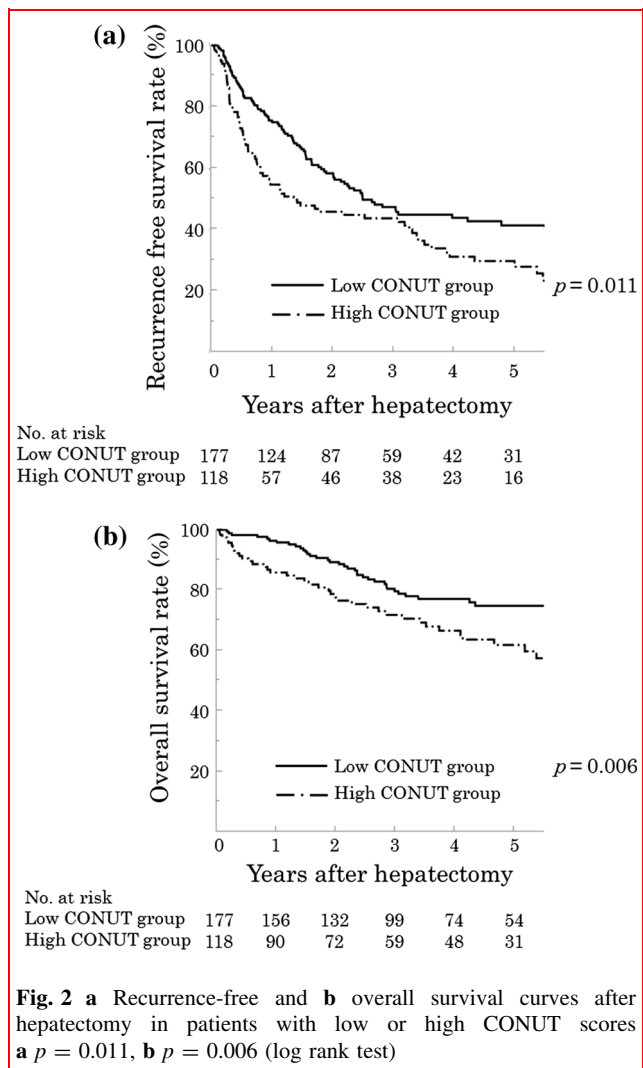 (a)
Recurrence free survival rate (%)
100
80
60
40
20
Low CONUT group
High CONUT group
p = 0.011
0 1 2 3 4 5
Years after hepatectomy
No. at risk
Low CONUT group 177 124 87 59 42 31
High CONUT group 118 57 46 38 23 16
(b)
Overall survival rate (%)
100
80
60
40
20
Low CONUT group
High CONUT group
p = 0.006
0 1 2 3 4 5
Years after hepatectomy
No. at risk
Low CONUT group 177 156 132 99 74 54
High CONUT group 118 90 72 59 48 31
Fig. 2 a Recurrence-free and b overall survival curves after
hepatectomy in patients with low or high CONUT scores
a p = 0.011, b p = 0.006 (log rank test)